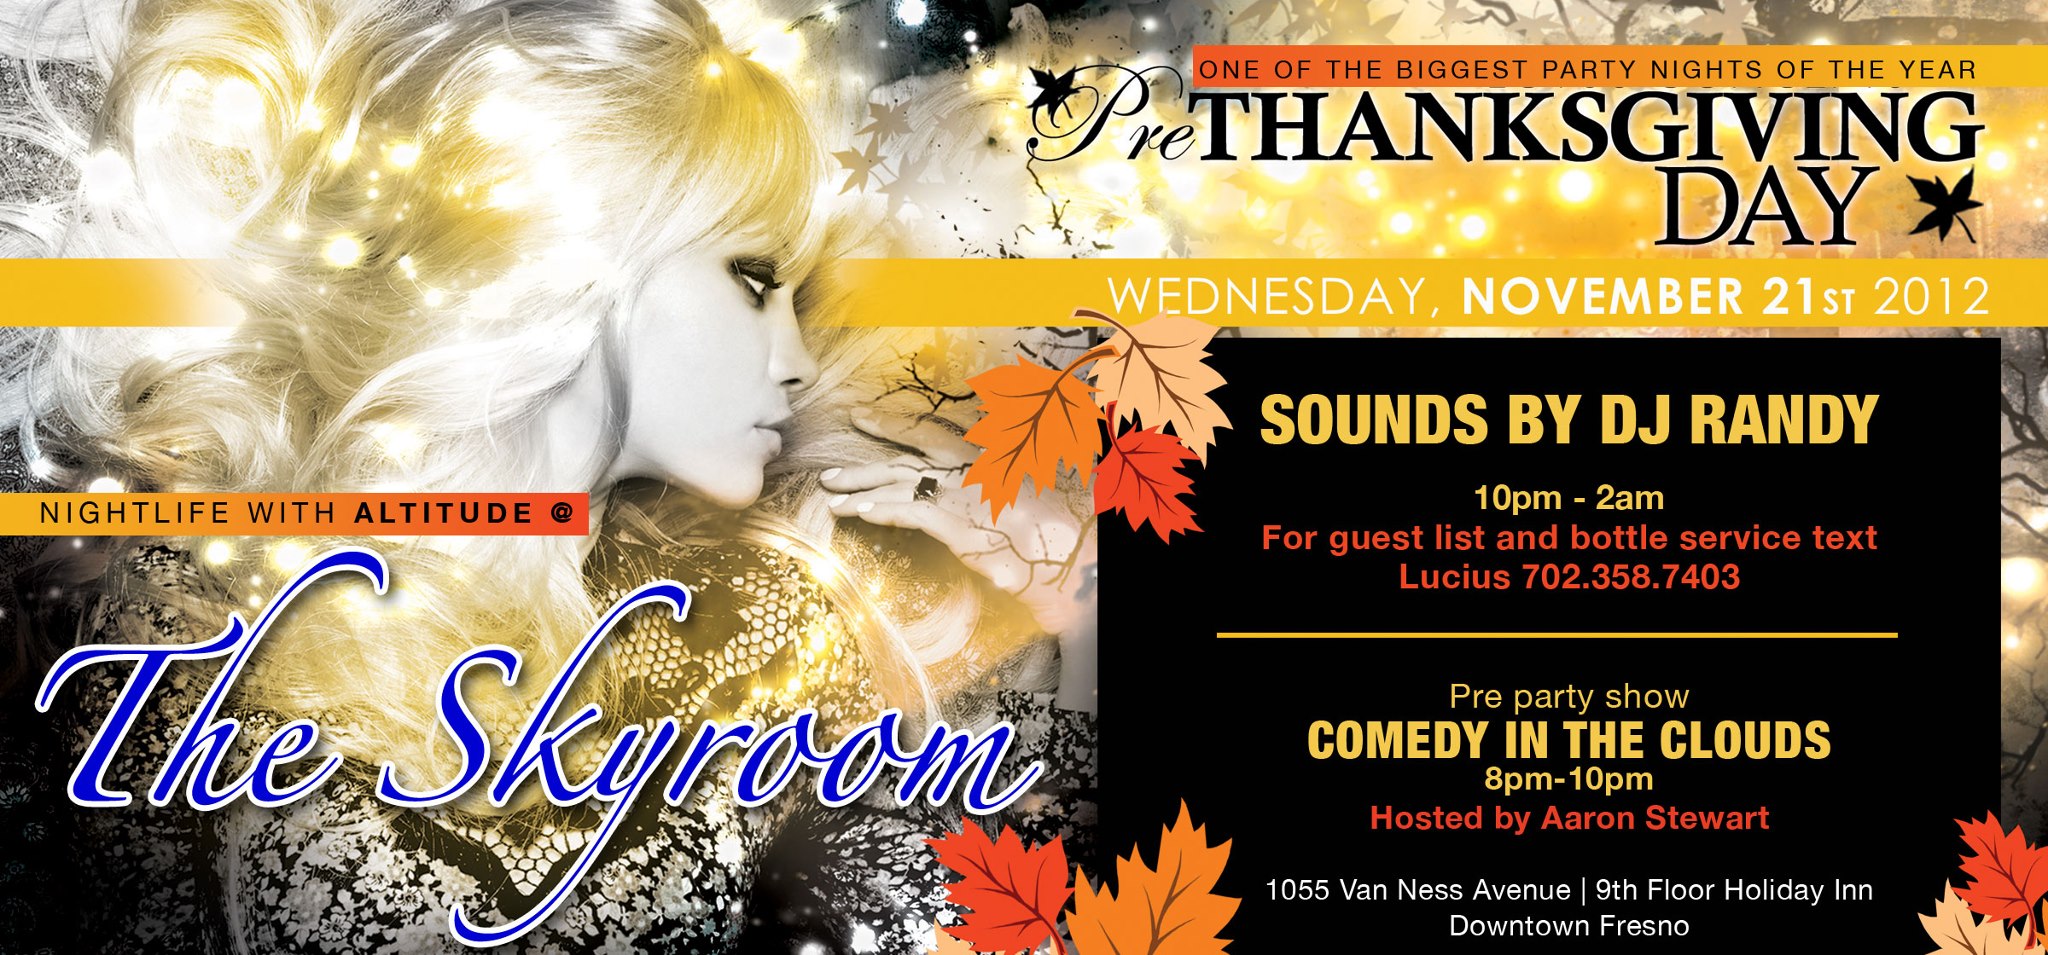 ONE OF THE BIGGEST PARTY NIGHTS OF THE YEAR
Pre THANKSGIVING
DAY
WEDNESDAY, NOVEMBER 21ST 2012
NIGHTLIFE WITH ALTITUDE @
The Skyroom
SOUNDS BY DJ RANDY
10pm - 2am
For guest list and bottle service text
Lucius 702.358.7403
Pre party show
COMEDY IN THE CLOUDS
8pm-10pm
Hosted by Aaron Stewart
1055 Van Ness Avenue | 9th Floor Holiday Inn
Downtown Fresno